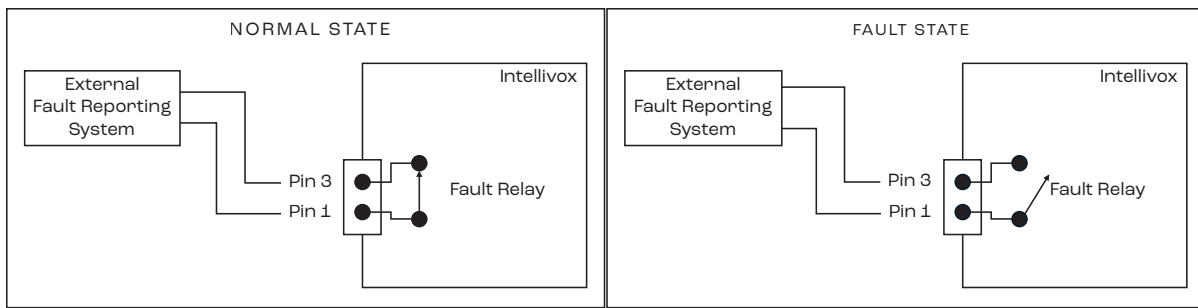 NORMAL STATE
External
Fault Reporting
System
Intellivox
Pin 3
Pin 1
Fault Relay
FAULT STATE
External
Fault Reporting
System
Intellivox
Pin 3
Pin 1
Fault Relay